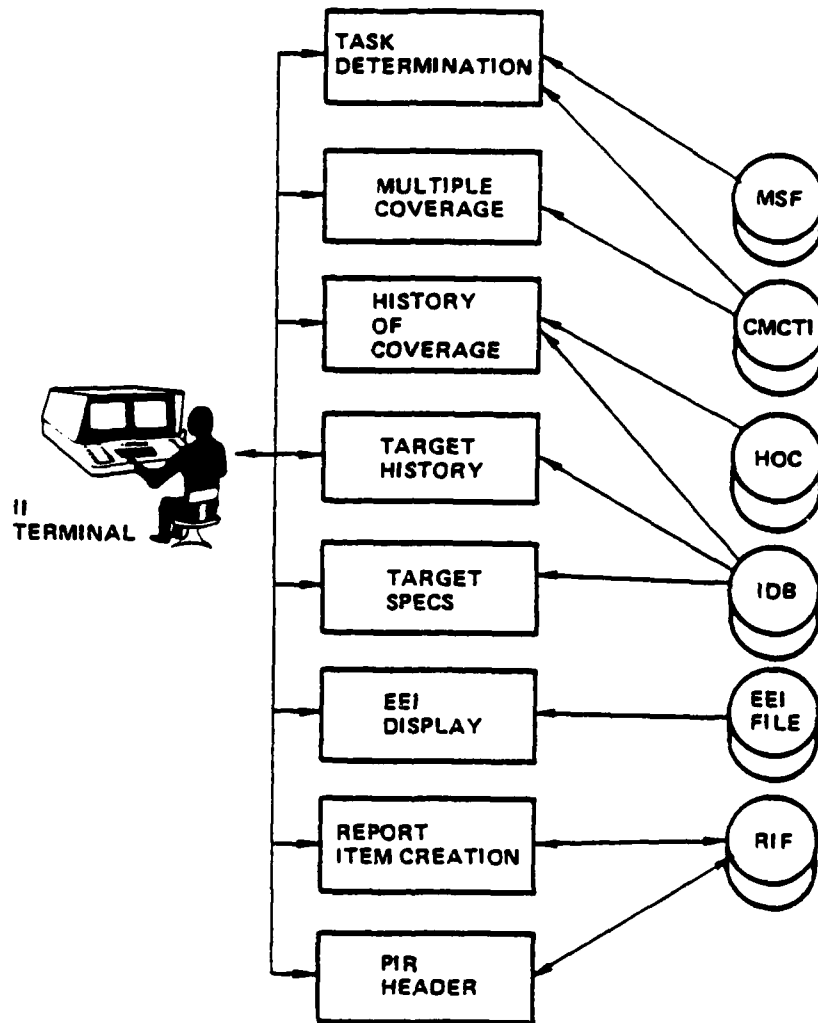 TASK
DETERMINATION
MULTIPLE
COVERAGE
MSF
HISTORY
OF
COVERAGE
CMCTI
TARGET
HISTORY
HOC
II
TERMINAL
TARGET
SPECS
IDB
EEI
DISPLAY
EEI
FILE
REPORT
ITEM CREATION
RIF
PIR
HEADER